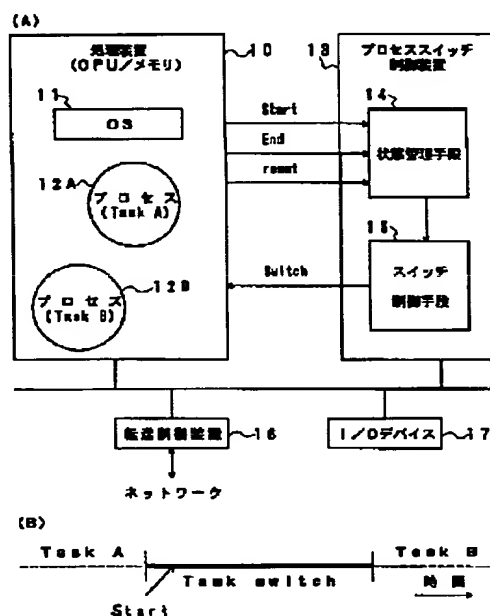 (A)
処理装置
(CPU/メモリ)
10
13
プロセススイッチ
制御装置
11
OS
Start
14
End
状態管理手段
reset
12A
プロセス
(Task A)
15
Switch
スイッチ
制御手段
プロセス
(Task B)
12B
転送制御装置
16
I/Oデバイス
17
ネットワーク
(B)
Task A
Task B
Task switch
時間
Start